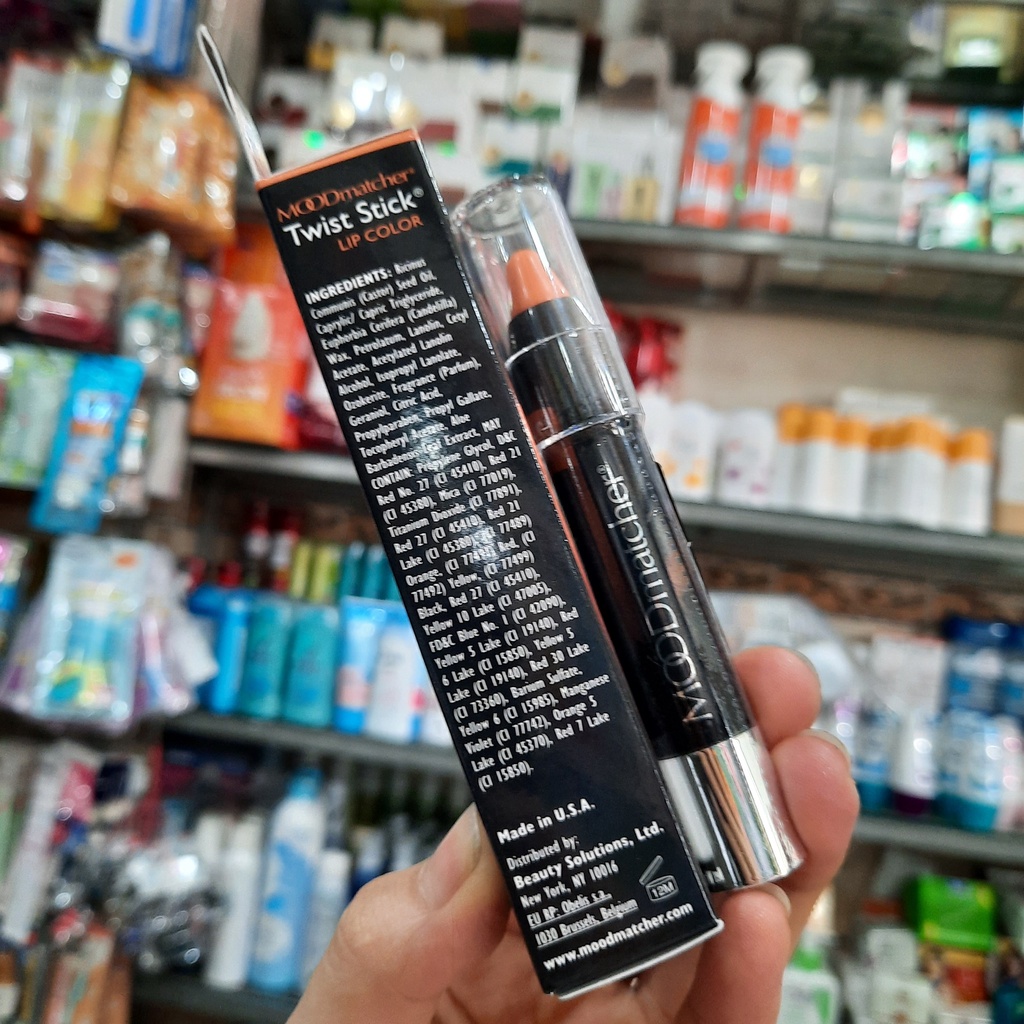 MOODmatcher®
Twist Stick®
LIP COLOR
INGREDIENTS: Ricinus
Communis (Castor) Seed Oil,
Caprylic/ Capric Triglyceride,
Euphorbia Cerifera (Candelilla)
Wax, Petrolatum, Lanolin, Cetyl
Acetate, Acetylated Lanolin
Alcohol, Isopropyl Lanolate,
Ozokerite, Fragrance (Parfum),
Geraniol, Citric Acid,
Propylparaben, Propyl Gallate,
Tocopheryl Acetate, Aloe
Barbadensis Leaf Extract, MAY
CONTAIN: Propylene Glycol, D&C
Red No. 27 (CI 45410), Red 21
(CI 45380), Mica (CI 77019),
Titanium Dioxide (CI 77891),
Red 27 (CI 45410), Red 21
Lake (CI 45380), (CI 77489)
Orange, (CI 77491) Red, (CI
77492) Yellow, (CI 77499)
Black, Red 27 (CI 45410),
Yellow 10 Lake (CI 47005),
FD&C Blue No. 1 (CI 42090),
Yellow 5 Lake (CI 19140), Red
6 Lake (CI 15850), Yellow 5
Lake (CI 19140), Red 30 Lake
(CI 73360), Barium Sulfate,
Yellow 6 (CI 15985), Manganese
Violet (CI 77742), Orange 5
Lake (CI 45370), Red 7 Lake
(CI 15850).
Made in U.S.A.
Distributed by:
Beauty Solutions, Ltd.
New York, NY 10016
EU RP: Obelis s.a.
1030 Brussels, Belgium
12M
www.moodmatcher.com
MOODmatcher®